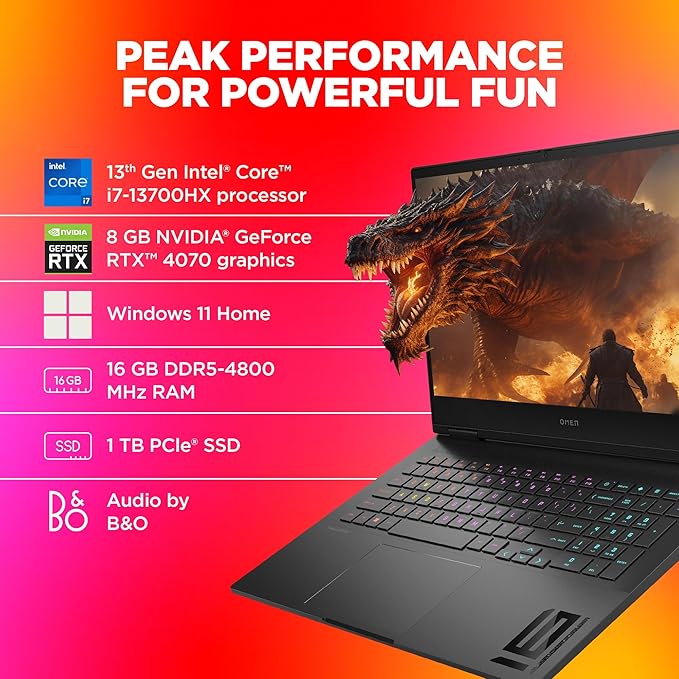 PEAK PERFORMANCE
FOR POWERFUL FUN
intel.
CORE
i7
13th Gen Intel® Core™
i7-13700HX processor
NVIDIA
GEFORCE
RTX
8 GB NVIDIA® GeForce
RTX™ 4070 graphics
Windows 11 Home
16 GB
16 GB DDR5-4800
MHz RAM
SSD
1 TB PCIe® SSD
B&O
Audio by
B&O
OMEN